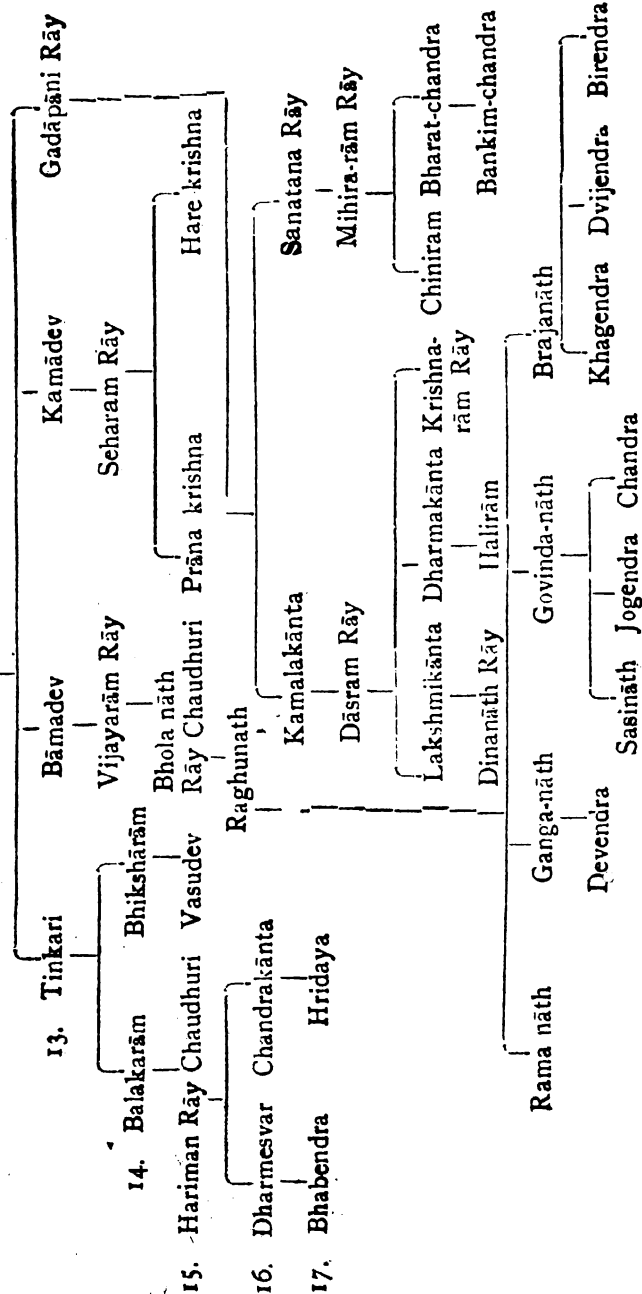 13. Tinkari Bāmadev Kamādev Gadāpāni Rāy
14. Balakarām Bhikshārām Vijayarām Rāy Seharam Rāy
15. Hariman Rāy Chaudhuri Vasudev Bhola nāth Rāy Chaudhuri Prāna krishna Hare krishna
Raghunath
16. Dharmesvar Chandrakānta Kamalakānta Sanatana Rāy
17. Bhabendra Hridaya Dāsram Rāy Mihira-rām Rāy
Lakshmikānta Dharmakānta Krishna-rām Rāy Chiniram Bharat-chandra
Dinanāth Rāy Halirām Bankim-chandra
Rama nāth Ganga-nāth Govinda-nāth Brajanāth
Devendra Sasināth Jogendra Chandra Khagendra Dvijendra Birendra